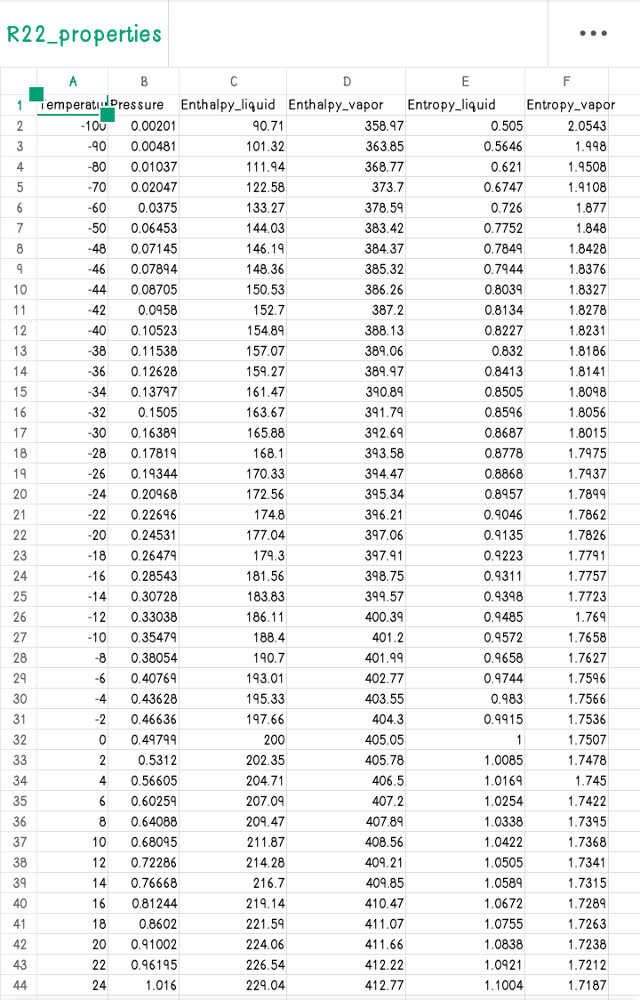 R22_properties
A B C D E F
1 Temperatu Pressure Enthalpy_liquid Enthalpy_vapor Entropy_liquid Entropy_vapor
2 -100 0.00201 90.71 358.97 0.505 2.0543
3 -90 0.00481 101.32 363.85 0.5646 1.998
4 -80 0.01037 111.94 368.77 0.621 1.9508
5 -70 0.02047 122.58 373.7 0.6747 1.9108
6 -60 0.0375 133.27 378.59 0.726 1.877
7 -50 0.06453 144.03 383.42 0.7752 1.848
8 -48 0.07145 146.19 384.37 0.7849 1.8428
9 -46 0.07894 148.36 385.32 0.7944 1.8376
10 -44 0.08705 150.53 386.26 0.8039 1.8327
11 -42 0.0958 152.7 387.2 0.8134 1.8278
12 -40 0.10523 154.89 388.13 0.8227 1.8231
13 -38 0.11538 157.07 389.06 0.832 1.8186
14 -36 0.12628 159.27 389.97 0.8413 1.8141
15 -34 0.13797 161.47 390.89 0.8505 1.8098
16 -32 0.1505 163.67 391.79 0.8596 1.8056
17 -30 0.16389 165.88 392.69 0.8687 1.8015
18 -28 0.17819 168.1 393.58 0.8778 1.7975
19 -26 0.19344 170.33 394.47 0.8868 1.7937
20 -24 0.20968 172.56 395.34 0.8957 1.7899
21 -22 0.22696 174.8 396.21 0.9046 1.7862
22 -20 0.24531 177.04 397.06 0.9135 1.7826
23 -18 0.26479 179.3 397.91 0.9223 1.7791
24 -16 0.28543 181.56 398.75 0.9311 1.7757
25 -14 0.30728 183.83 399.57 0.9398 1.7723
26 -12 0.33038 186.11 400.39 0.9485 1.769
27 -10 0.35479 188.4 401.2 0.9572 1.7658
28 -8 0.38054 190.7 401.99 0.9658 1.7627
29 -6 0.40769 193.01 402.77 0.9744 1.7596
30 -4 0.43628 195.33 403.55 0.983 1.7566
31 -2 0.46636 197.66 404.3 0.9915 1.7536
32 0 0.49799 200 405.05 1 1.7507
33 2 0.5312 202.35 405.78 1.0085 1.7478
34 4 0.56605 204.71 406.5 1.0169 1.745
35 6 0.60259 207.09 407.2 1.0254 1.7422
36 8 0.64088 209.47 407.89 1.0338 1.7395
37 10 0.68095 211.87 408.56 1.0422 1.7368
38 12 0.72286 214.28 409.21 1.0505 1.7341
39 14 0.76668 216.7 409.85 1.0589 1.7315
40 16 0.81244 219.14 410.47 1.0672 1.7289
41 18 0.8602 221.59 411.07 1.0755 1.7263
42 20 0.91002 224.06 411.66 1.0838 1.7238
43 22 0.96195 226.54 412.22 1.0921 1.7212
44 24 1.016 229.04 412.77 1.1004 1.7187